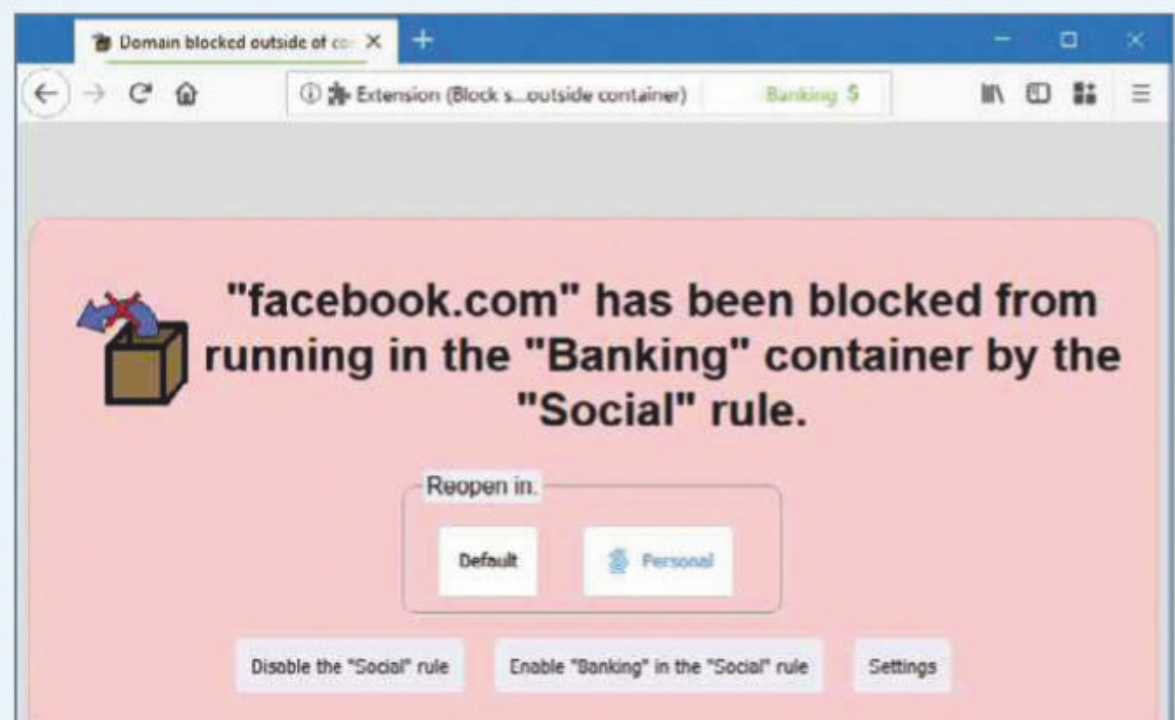 Domain blocked outside of co
Extension (Block s...outside container) Banking $
"facebook.com" has been blocked from
running in the "Banking" container by the
"Social" rule.
Reopen in:
Default Personal
Disable the "Social" rule Enable "Banking" in the "Social" rule Settings